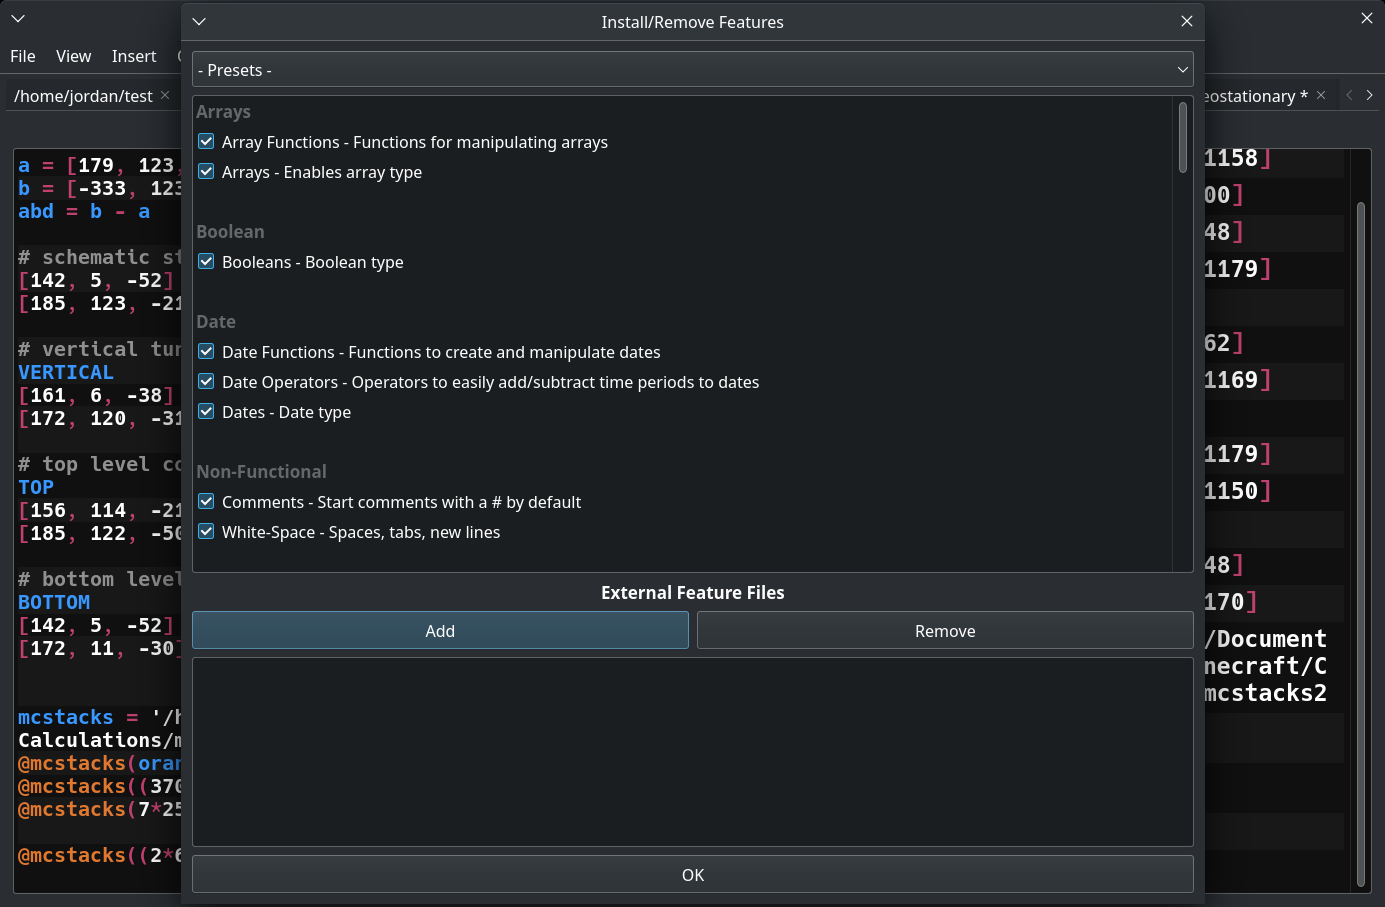 Install/Remove Features
File View Insert
- Presets -
/home/jordan/test
eostationary *
Arrays
Array Functions - Functions for manipulating arrays
Arrays - Enables array type
Boolean
Booleans - Boolean type
Date
Date Functions - Functions to create and manipulate dates
Date Operators - Operators to easily add/subtract time periods to dates
Dates - Date type
Non-Functional
Comments - Start comments with a # by default
White-Space - Spaces, tabs, new lines
External Feature Files
Add
Remove
OK
a = [179, 123,
b = [-333, 123
abd = b - a
# schematic st
[142, 5, -52]
[185, 123, -21
# vertical tun
VERTICAL
[161, 6, -38]
[172, 120, -31
# top level co
TOP
[156, 114, -21
[185, 122, -50
# bottom level
BOTTOM
[142, 5, -52]
[172, 11, -30]
mcstacks = '/h
Calculations/m
@mcstacks(oran
@mcstacks((370
@mcstacks(7*25
@mcstacks((2*6
1158]
00]
48]
1179]
62]
1169]
1179]
1150]
48]
170]
/Document
necraft/C
mcstacks2